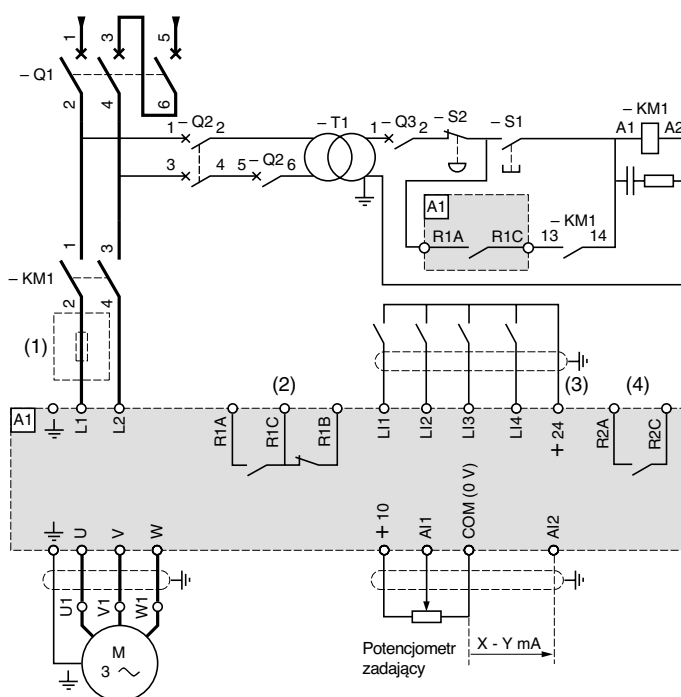 1
3
5
– Q1
2
4
6
1 – Q2 2
3 4 5 – Q2 6
– T1
1 – Q3 2
– S2
– S1
– KM1
A1 A2
A1
R1A R1C
– KM1
13 14
1
3
– KM1
2
4
(1)
(2)
(3)
(4)
A1
L1
L2
R1A
R1C
R1B
LI1
LI2
LI3
LI4
+ 24
R2A
R2C
U
V
W
+ 10
AI1
COM (0 V)
AI2
U1
V1
W1
M
3 ~
Potencjometr
zadający
X - Y mA